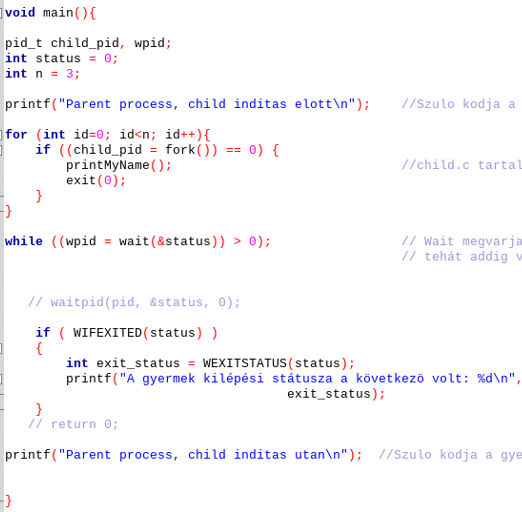 void main(){
pid_t child_pid, wpid;
int status = 0;
int n = 3;
printf("Parent process, child inditas elott\n");    //Szulo kodja a
for (int id=0; id<n; id++){
    if ((child_pid = fork()) == 0) {
        printMyName();                              //child.c tartal
        exit(0);
    }
}
while ((wpid = wait(&status)) > 0);                 // Wait megvarja
                                                    // tehát addig v
   // waitpid(pid, &status, 0);
    if ( WIFEXITED(status) )
    {
        int exit_status = WEXITSTATUS(status);
        printf("A gyermek kilépési státusza a következö volt: %d\n",
                                     exit_status);
    }
   // return 0;
printf("Parent process, child inditas utan\n");  //Szulo kodja a gye
}